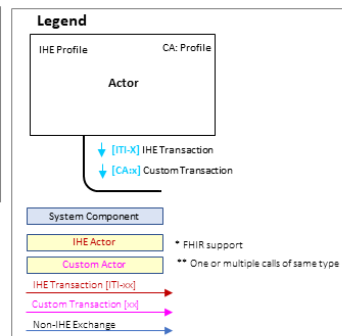 Legend
IHE Profile CA: Profile
Actor
[ITI-X] IHE Transaction
[CA:x] Custom Transaction
System Component
IHE Actor * FHIR support
Custom Actor ** One or multiple calls of same type
IHE Transaction [ITI-xx]
Custom Transaction [xx]
Non-IHE Exchange